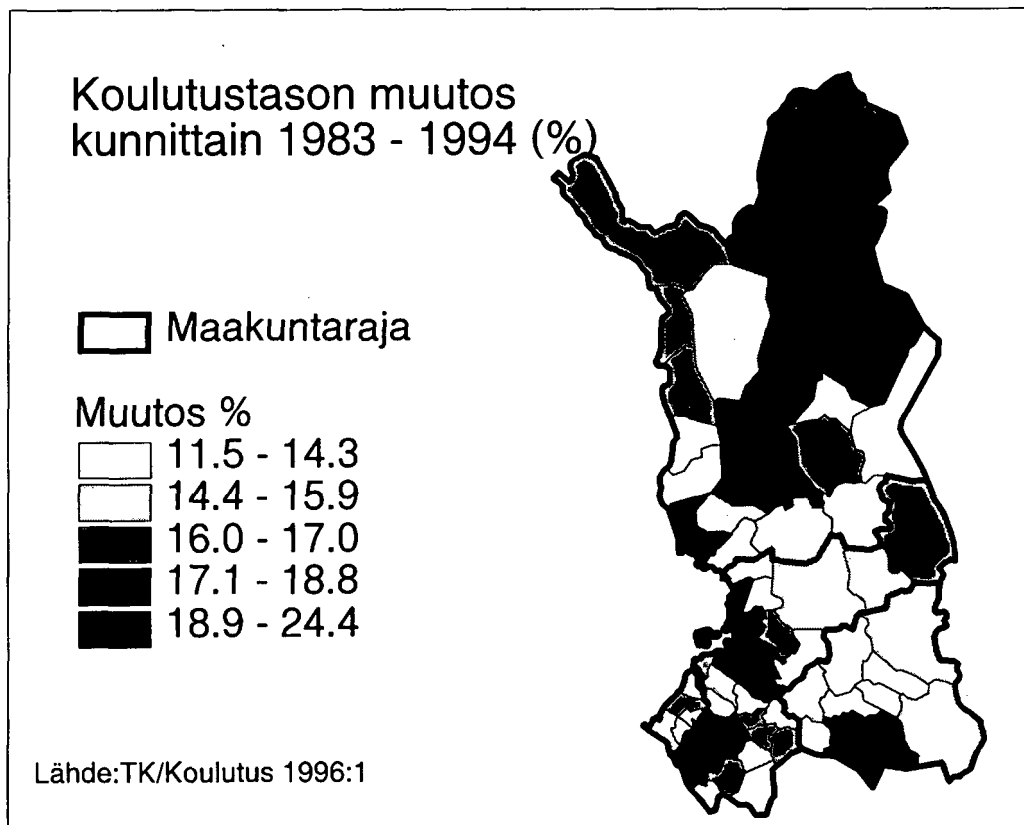 Koulutustason muutos
kunnittain 1983 - 1994 (%)
Maakuntaraja
Muutos %
11.5 - 14.3
14.4 - 15.9
16.0 - 17.0
17.1 - 18.8
18.9 - 24.4
Lähde:TK/Koulutus 1996:1